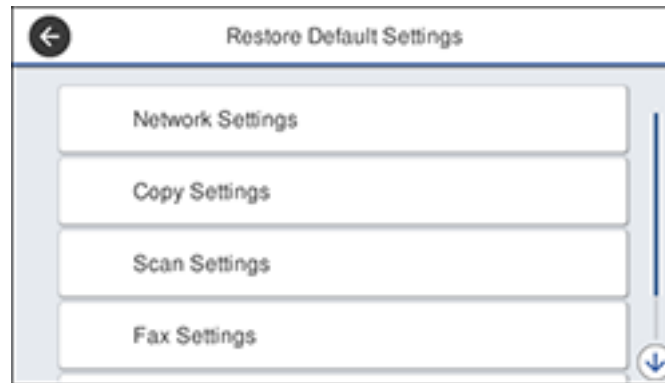 Restore Default Settings
Network Settings
Copy Settings
Scan Settings
Fax Settings